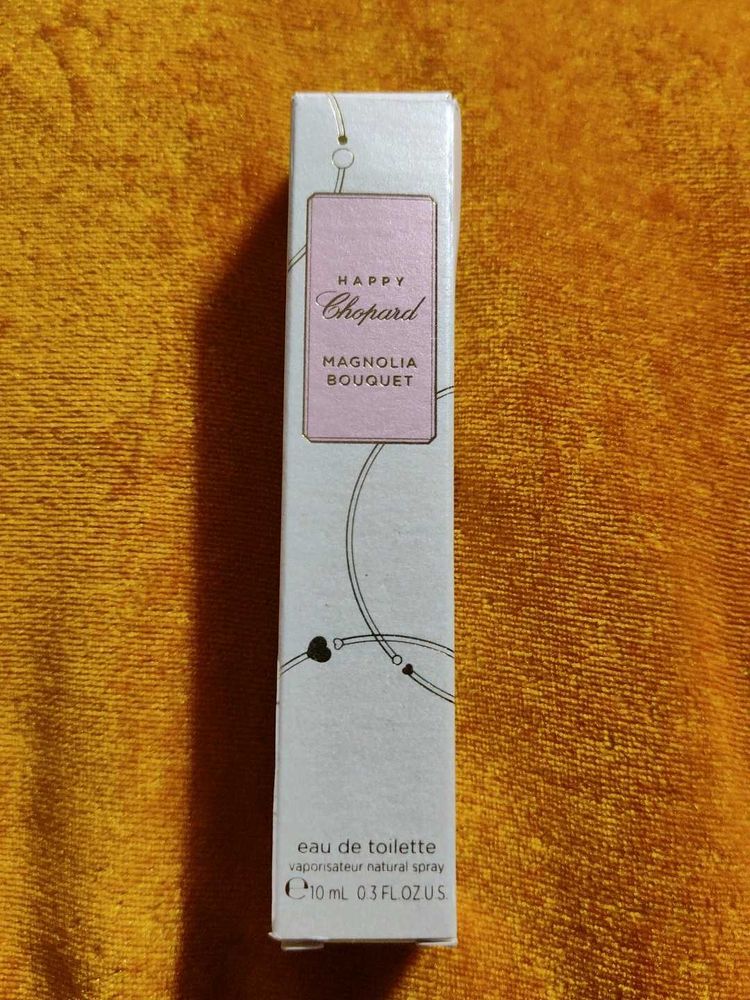 HAPPY
Chopard
MAGNOLIA
BOUQUET
eau de toilette
vaporisateur natural spray
℮10 mL 0.3 FL.OZ U.S.